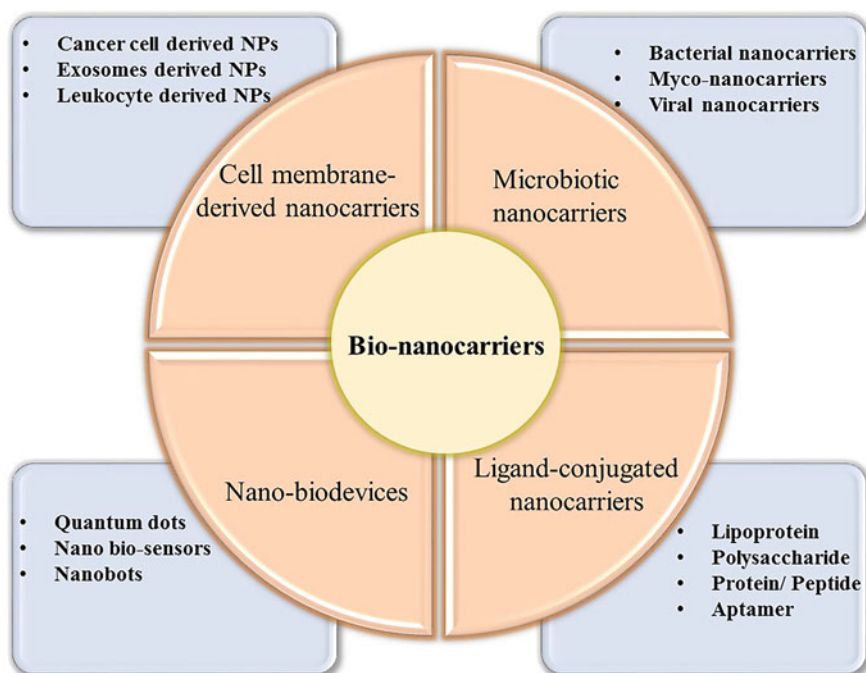 • Cancer cell derived NPs
• Exosomes derived NPs
• Leukocyte derived NPs
• Bacterial nanocarriers
• Myco-nanocarriers
• Viral nanocarriers
Cell membrane-
derived nanocarriers
Microbiotic
nanocarriers
Bio-nanocarriers
Nano-biodevices
Ligand-conjugated
nanocarriers
• Quantum dots
• Nano bio-sensors
• Nanobots
• Lipoprotein
• Polysaccharide
• Protein/ Peptide
• Aptamer